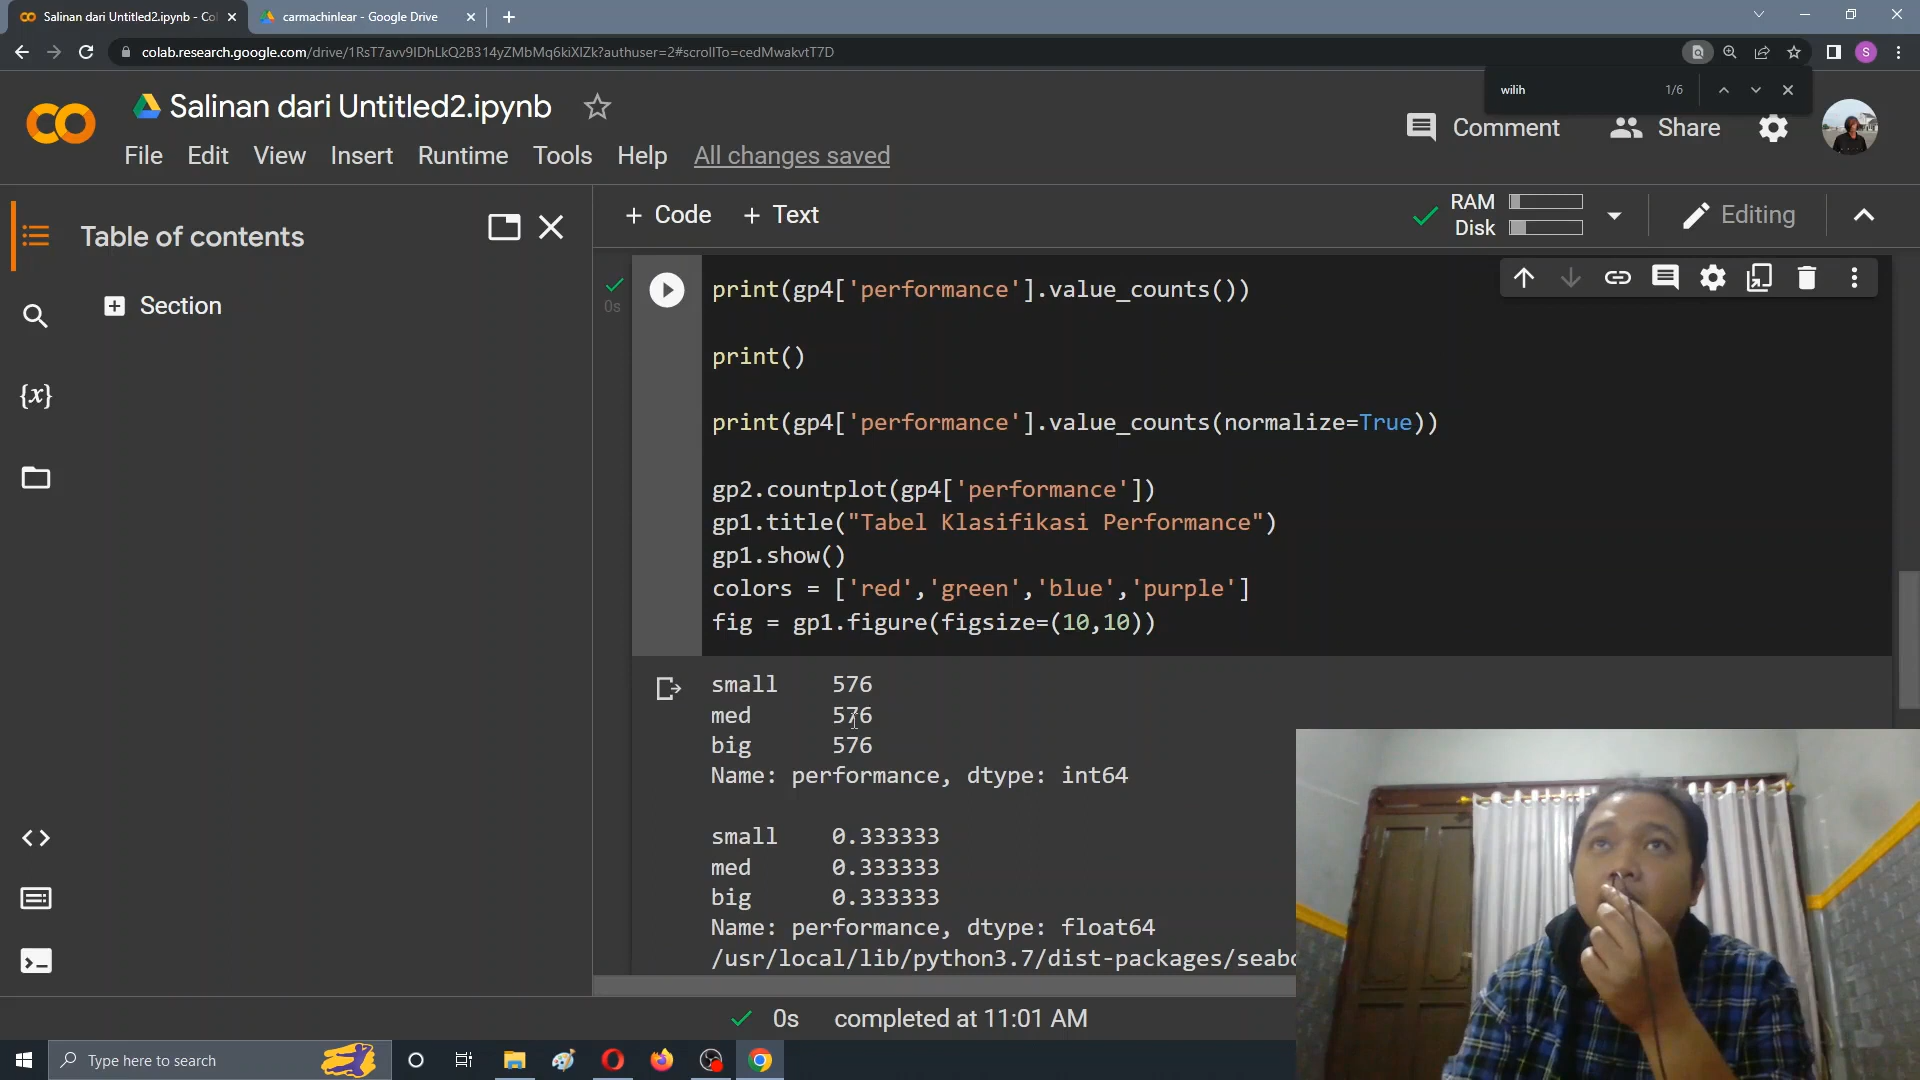 Salinan dari Untitled2.ipynb - Co
carmachinlear - Google Drive
colab.research.google.com/drive/1RsT7avv9IDhLkQ2B314yZMbMq6kiXlZk?authuser=2#scrollTo=cedMwakvtT7D
S
wilih
1/6
Salinan dari Untitled2.ipynb
Comment
Share
File Edit View Insert Runtime Tools Help All changes saved
Table of contents
+ Code
+ Text
RAM
Disk
Editing
Section
{x}
0s
print(gp4['performance'].value_counts())
print()
print(gp4['performance'].value_counts(normalize=True))
gp2.countplot(gp4['performance'])
gp1.title("Tabel Klasifikasi Performance")
gp1.show()
colors = ['red','green','blue','purple']
fig = gp1.figure(figsize=(10,10))
small 576
med 576
big 576
Name: performance, dtype: int64
small 0.333333
med 0.333333
big 0.333333
Name: performance, dtype: float64
/usr/local/lib/python3.7/dist-packages/seabo
0s completed at 11:01 AM
Type here to search